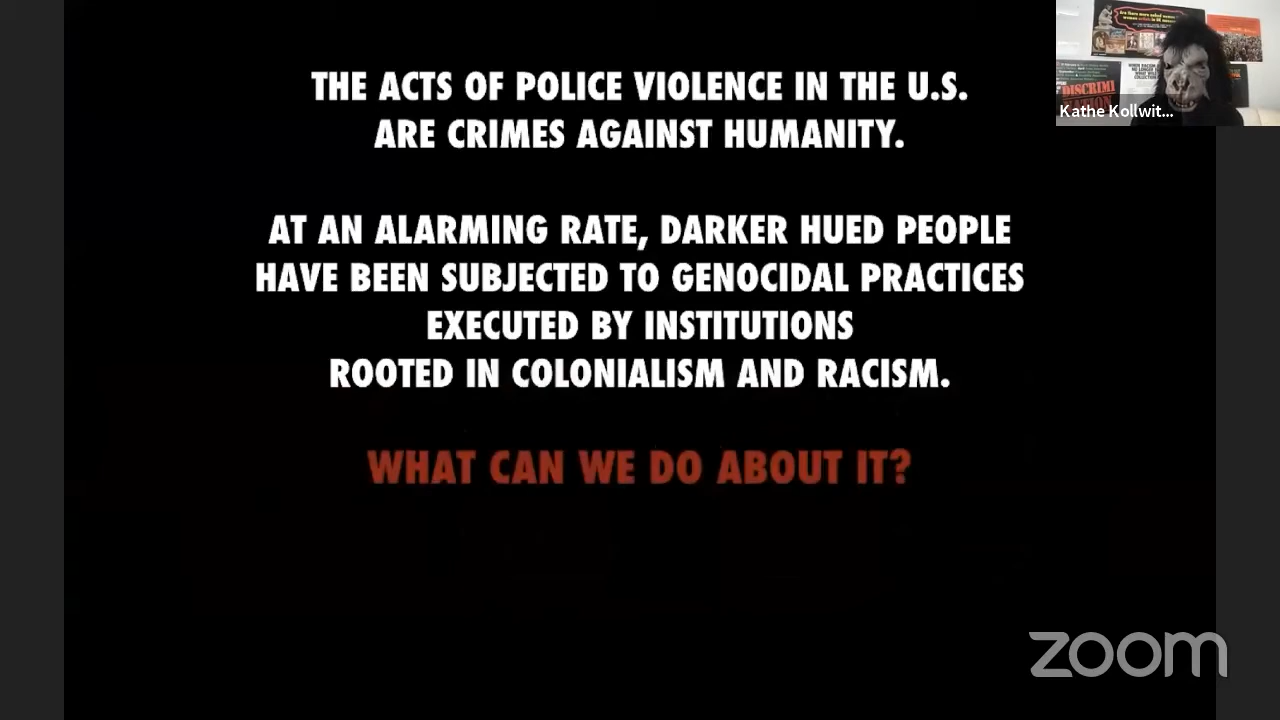 THE ACTS OF POLICE VIOLENCE IN THE U.S.
ARE CRIMES AGAINST HUMANITY.
AT AN ALARMING RATE, DARKER HUED PEOPLE
HAVE BEEN SUBJECTED TO GENOCIDAL PRACTICES
EXECUTED BY INSTITUTIONS
ROOTED IN COLONIALISM AND RACISM.
WHAT CAN WE DO ABOUT IT?
DISCRIMI
NATION
Kathe Kollwit...
zoom